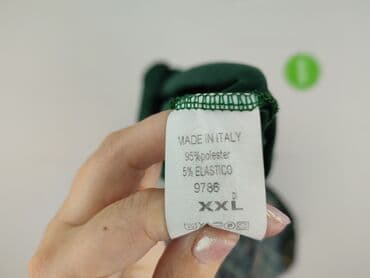 MADE IN ITALY
95%polester
5% ELASTICO
9786
D
XXL